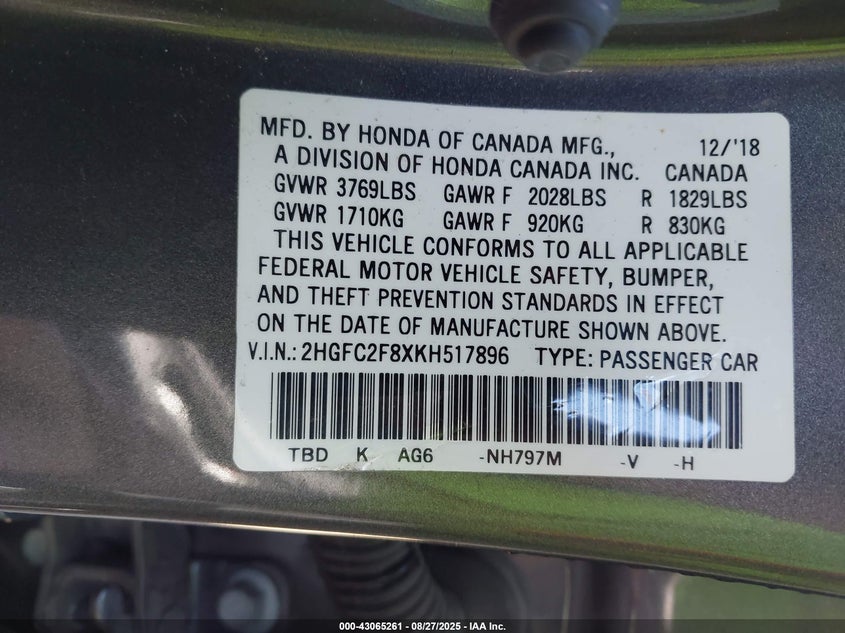 MFD. BY HONDA OF CANADA MFG., 12/'18
A DIVISION OF HONDA CANADA INC. CANADA
GVWR 3769LBS GAWR F 2028LBS R 1829LBS
GVWR 1710KG GAWR F 920KG R 830KG
THIS VEHICLE CONFORMS TO ALL APPLICABLE
FEDERAL MOTOR VEHICLE SAFETY, BUMPER,
AND THEFT PREVENTION STANDARDS IN EFFECT
ON THE DATE OF MANUFACTURE SHOWN ABOVE.
V.I.N.: 2HGFC2F8XKH517896 TYPE: PASSENGER CAR
TBD K AG6 -NH797M -V -H
000-43065261 - 08/27/2025 - IAA Inc.